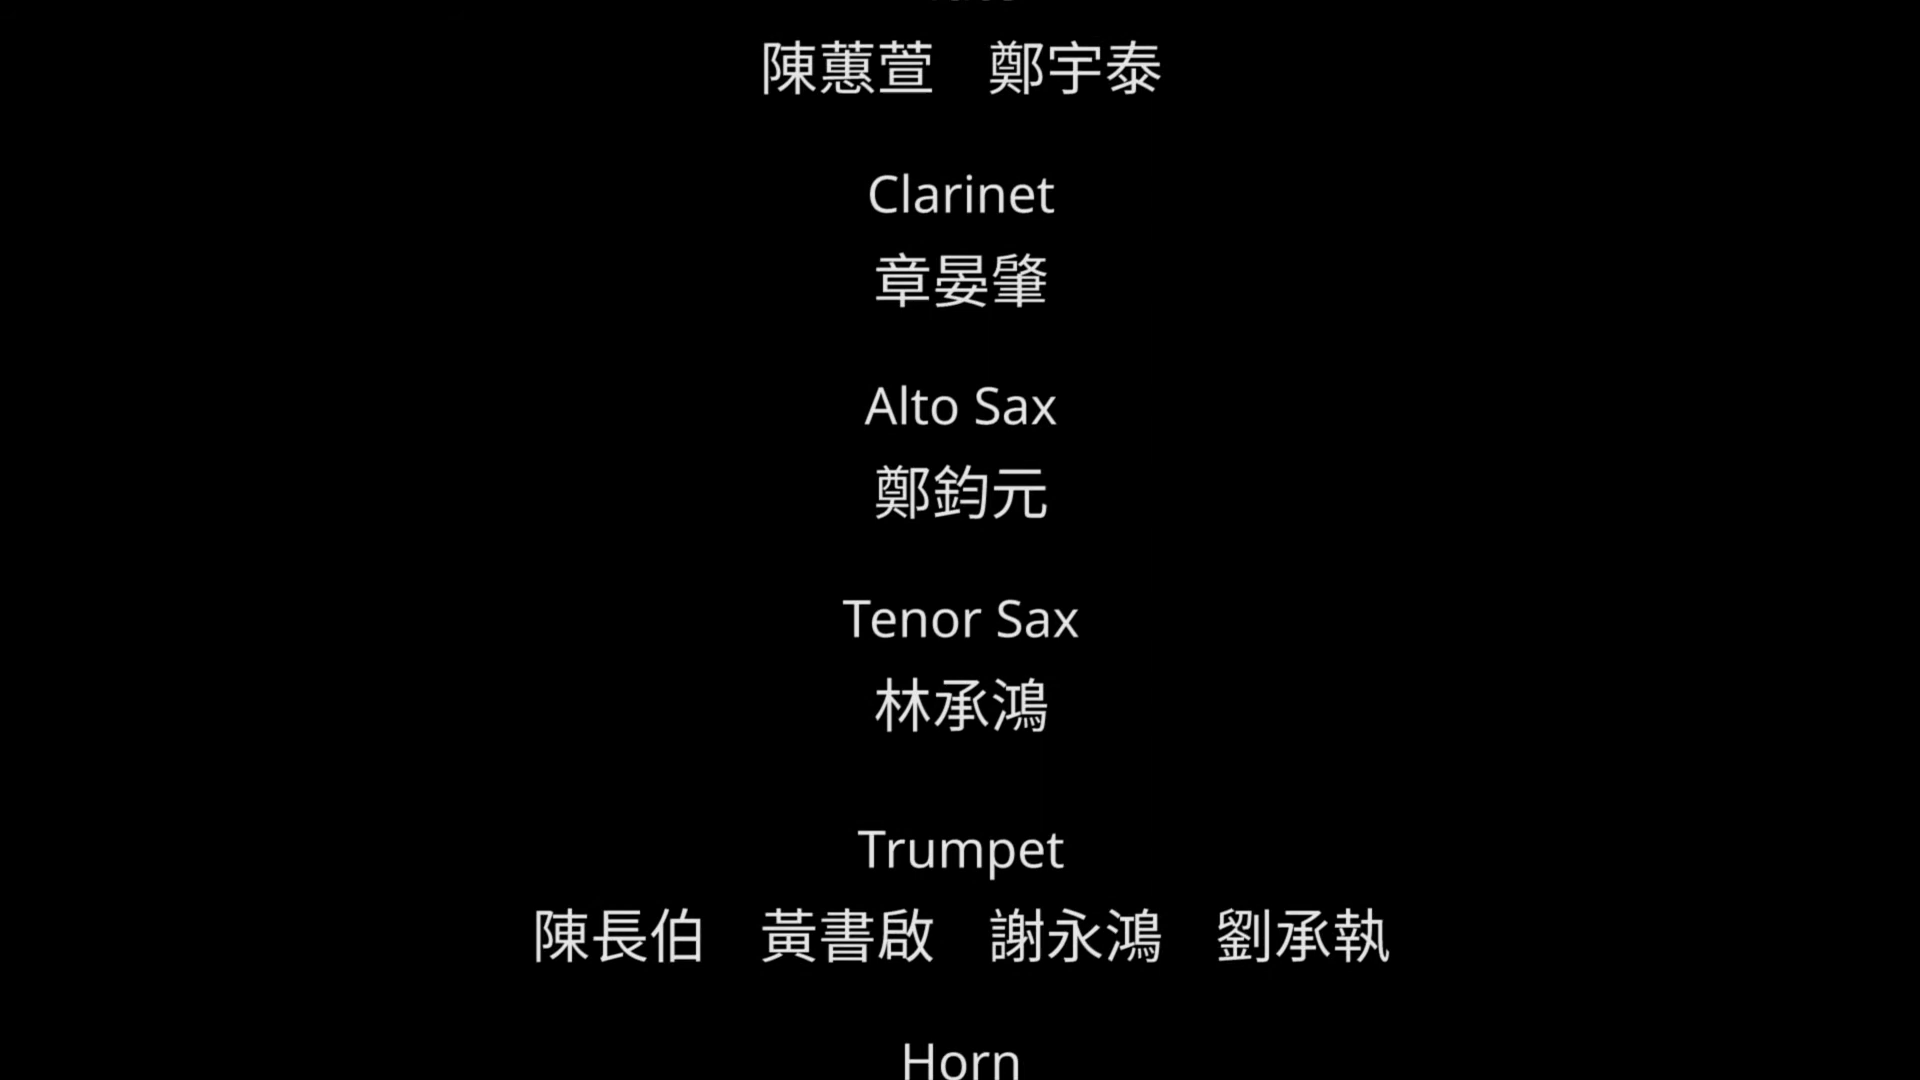 陳蕙萱　鄭宇泰
Clarinet
章晏肇
Alto Sax
鄭鈞元
Tenor Sax
林承鴻
Trumpet
陳長伯　黃書啟　謝永鴻　劉承執
Horn